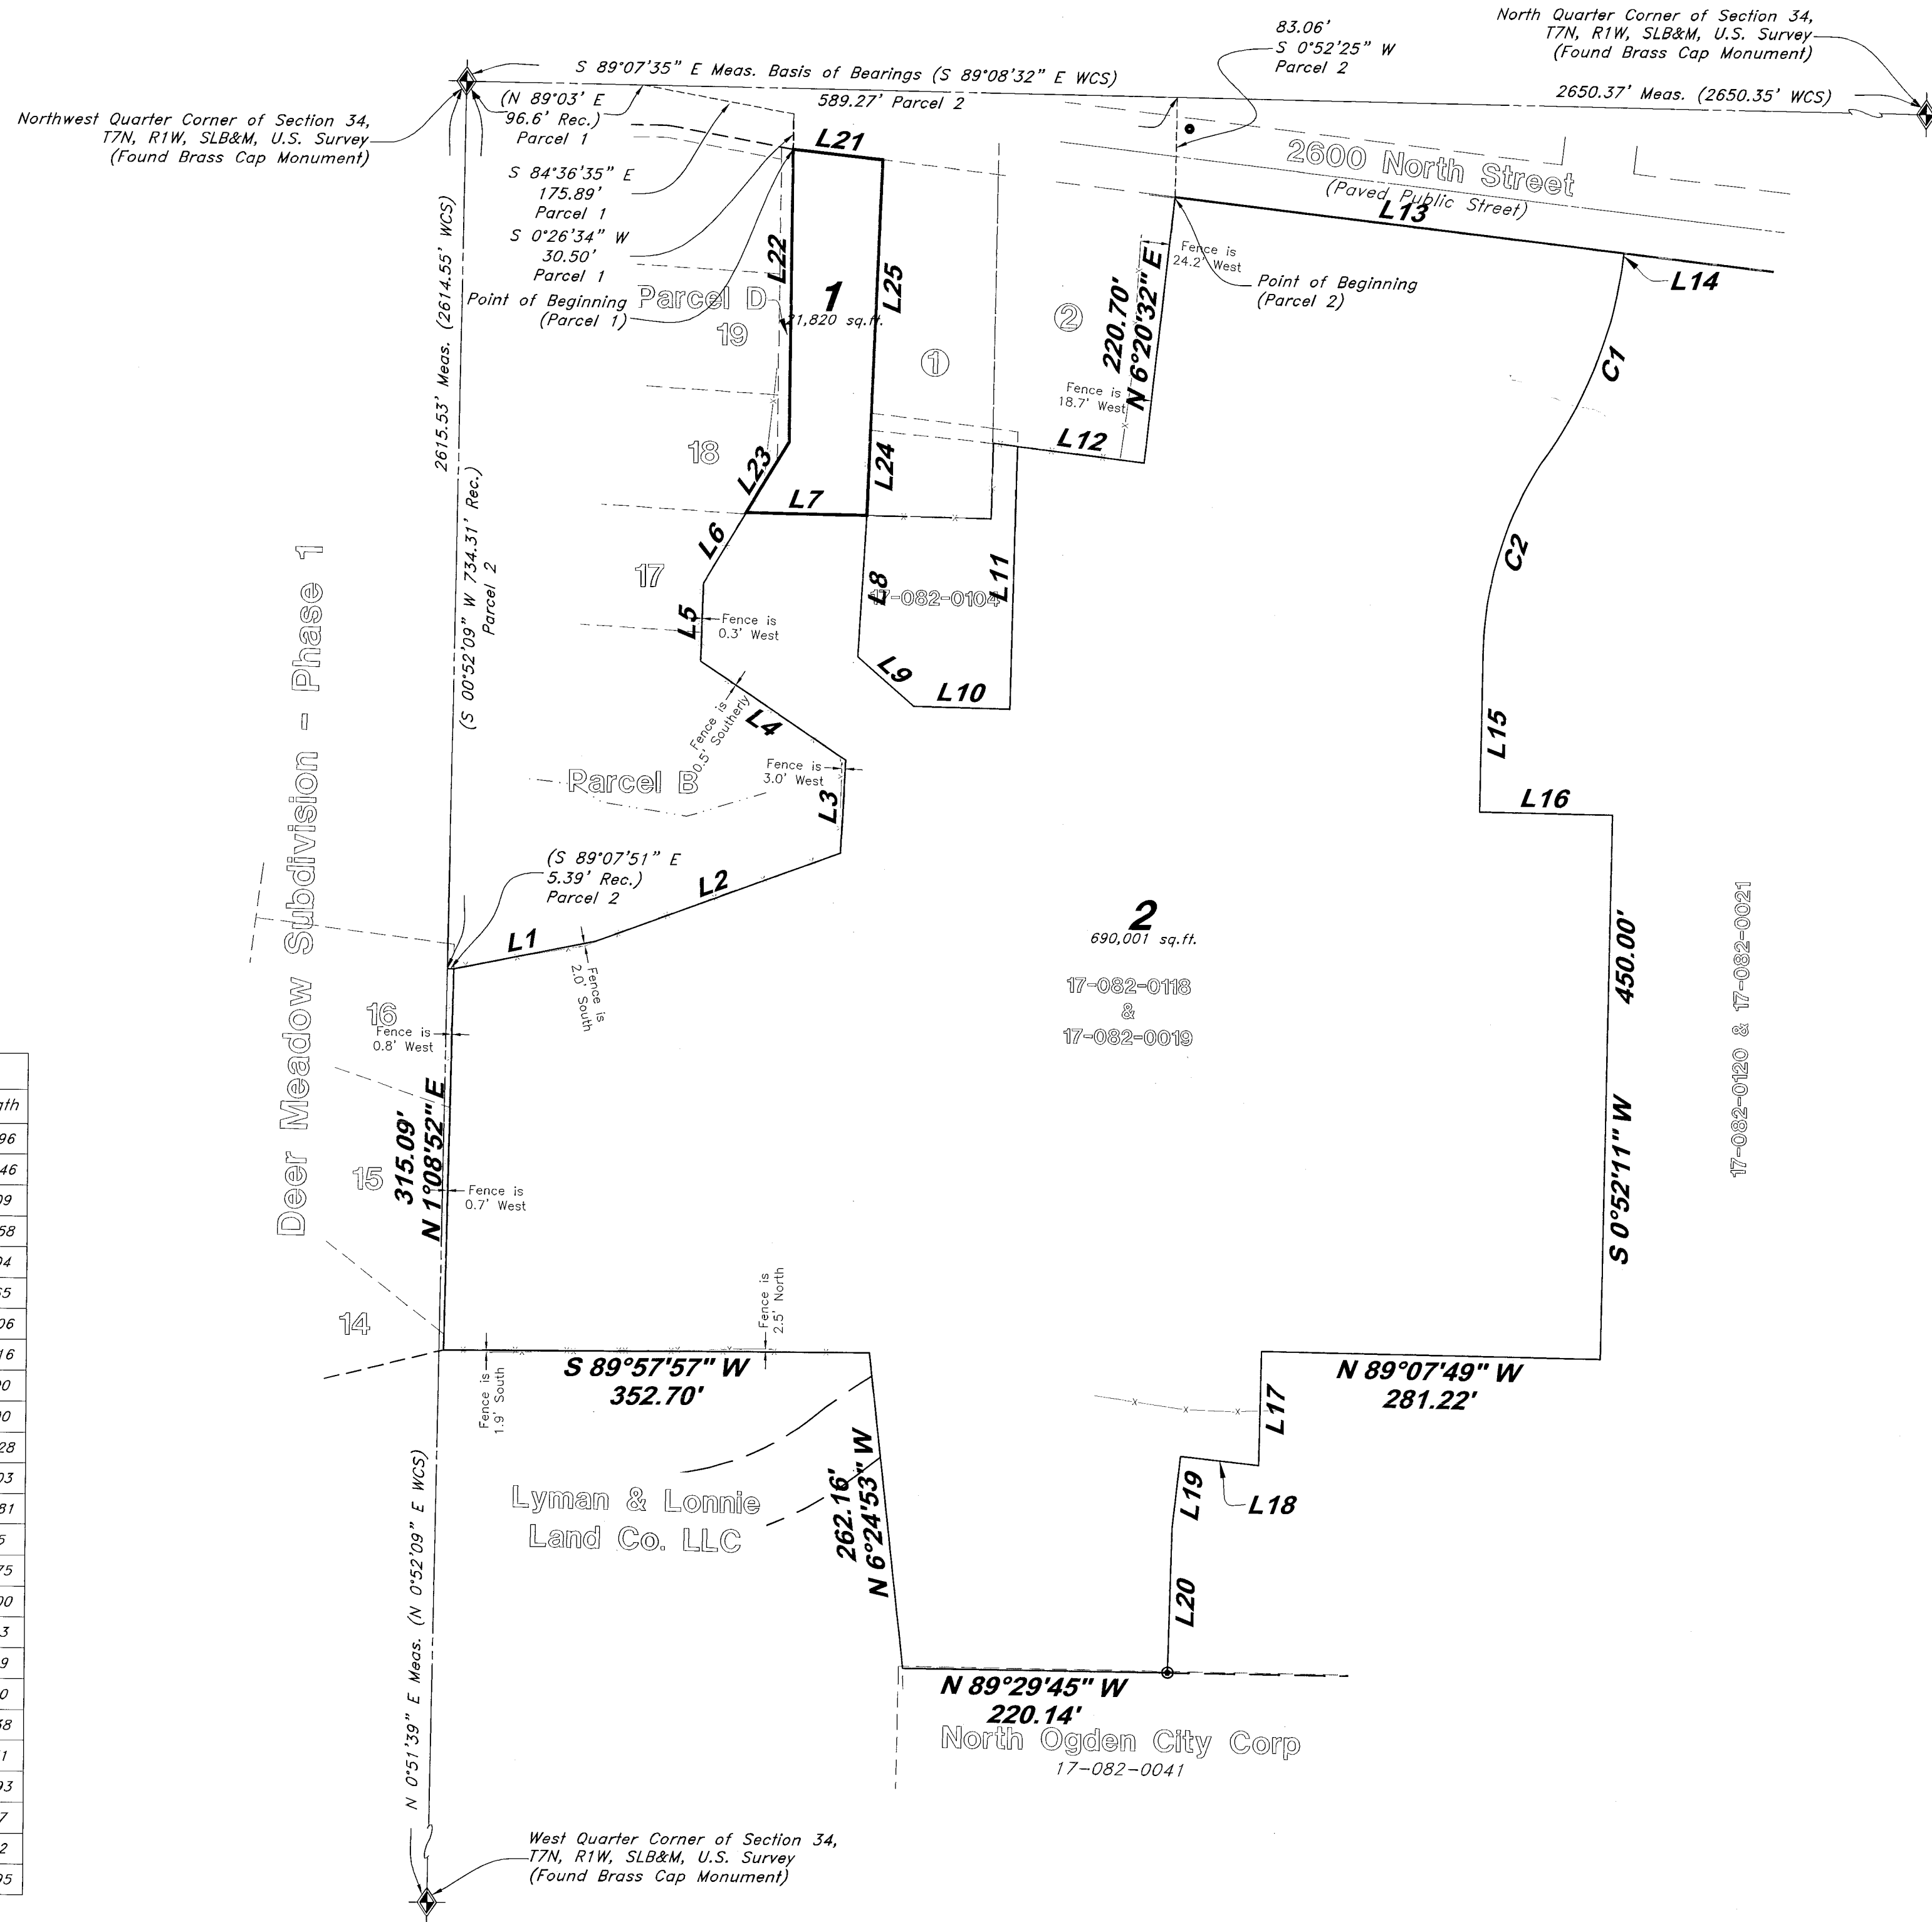 North Quarter Corner of Section 34,
T7N, R1W, SLB&M, U.S. Survey
(Found Brass Cap Monument)
83.06'
S 0°52'25" W
Parcel 2
S 89°07'35" E Meas. Basis of Bearings (S 89°08'32" E WCS)
589.27' Parcel 2
2650.37' Meas. (2650.35' WCS)
Northwest Quarter Corner of Section 34,
T7N, R1W, SLB&M, U.S. Survey
(Found Brass Cap Monument)
(N 89°03' E
96.6' Rec.)
Parcel 1
S 84°36'35" E
175.89'
Parcel 1
S 0°26'34" W
30.50'
Parcel 1
Point of Beginning
(Parcel 1)
L21
2600 North Street
(Paved Public Street)
L13
L14
Fence is
24.2' West
Point of Beginning
(Parcel 2)
L22
L25
Parcel D
19
1
21,820 sq.ft.
①
②
220.70'
N 6°20'32" E
Fence is
18.7' West
L12
C1
C2
18
L23
L24
L7
L6
17
L5
Fence is
0.3' West
L8
17-082-0104
L11
L9
L10
L4
Fence is
0.5' Southerly
Parcel B
Fence is
3.0' West
L3
L15
L16
2615.53' Meas. (2614.55' WCS)
(S 00°52'09" W 734.31' Rec.)
Parcel 2
Deer Meadow Subdivision - Phase 1
(S 89°07'51" E
5.39' Rec.)
Parcel 2
L2
L1
Fence is
2.0' South
2
690,001 sq.ft.
17-082-0118
&
17-082-0019
450.00'
S 0°52'11" W
17-082-0120 & 17-082-0021
16
Fence is
0.8' West
315.09'
N 1°08'52" E
15
Fence is
0.7' West
14
Fence is
1.9' South
Fence is
2.5' North
S 89°57'57" W
352.70'
N 89°07'49" W
281.22'
L17
L18
L19
L20
Lyman & Lonnie
Land Co. LLC
262.16'
N 6°24'53" W
N 89°29'45" W
220.14'
North Ogden City Corp
17-082-0041
N 0°51'39" E Meas. (N 0°52'09" E WCS)
West Quarter Corner of Section 34,
T7N, R1W, SLB&M, U.S. Survey
(Found Brass Cap Monument)